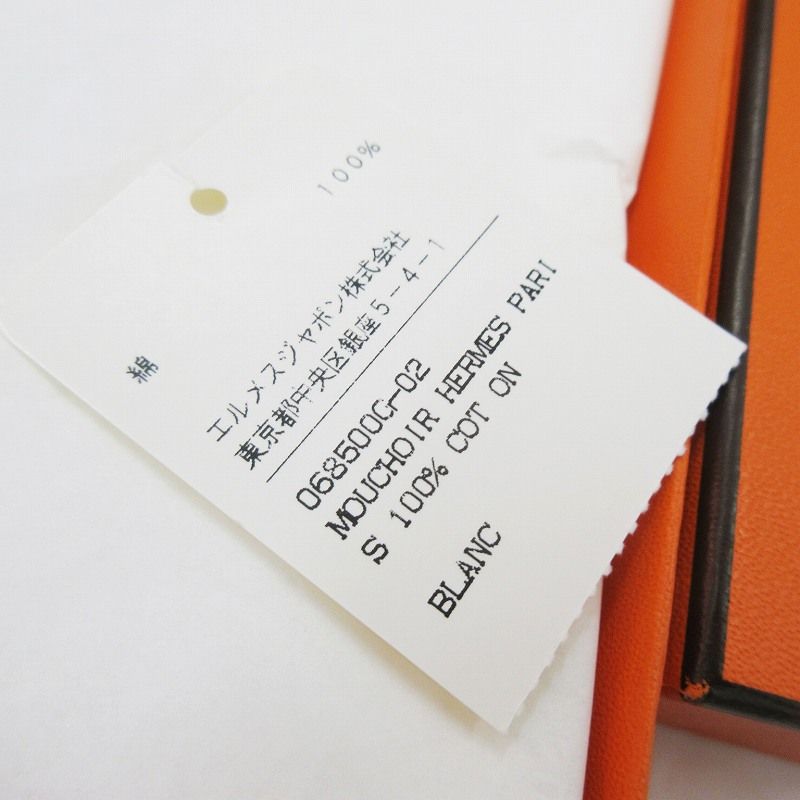 綿 100%
エルメスジャポン株式会社
東京都中央区銀座5-4-1
068500G-02
MOUCHOIR HERMES PARI
S 100% COT ON
BLANC